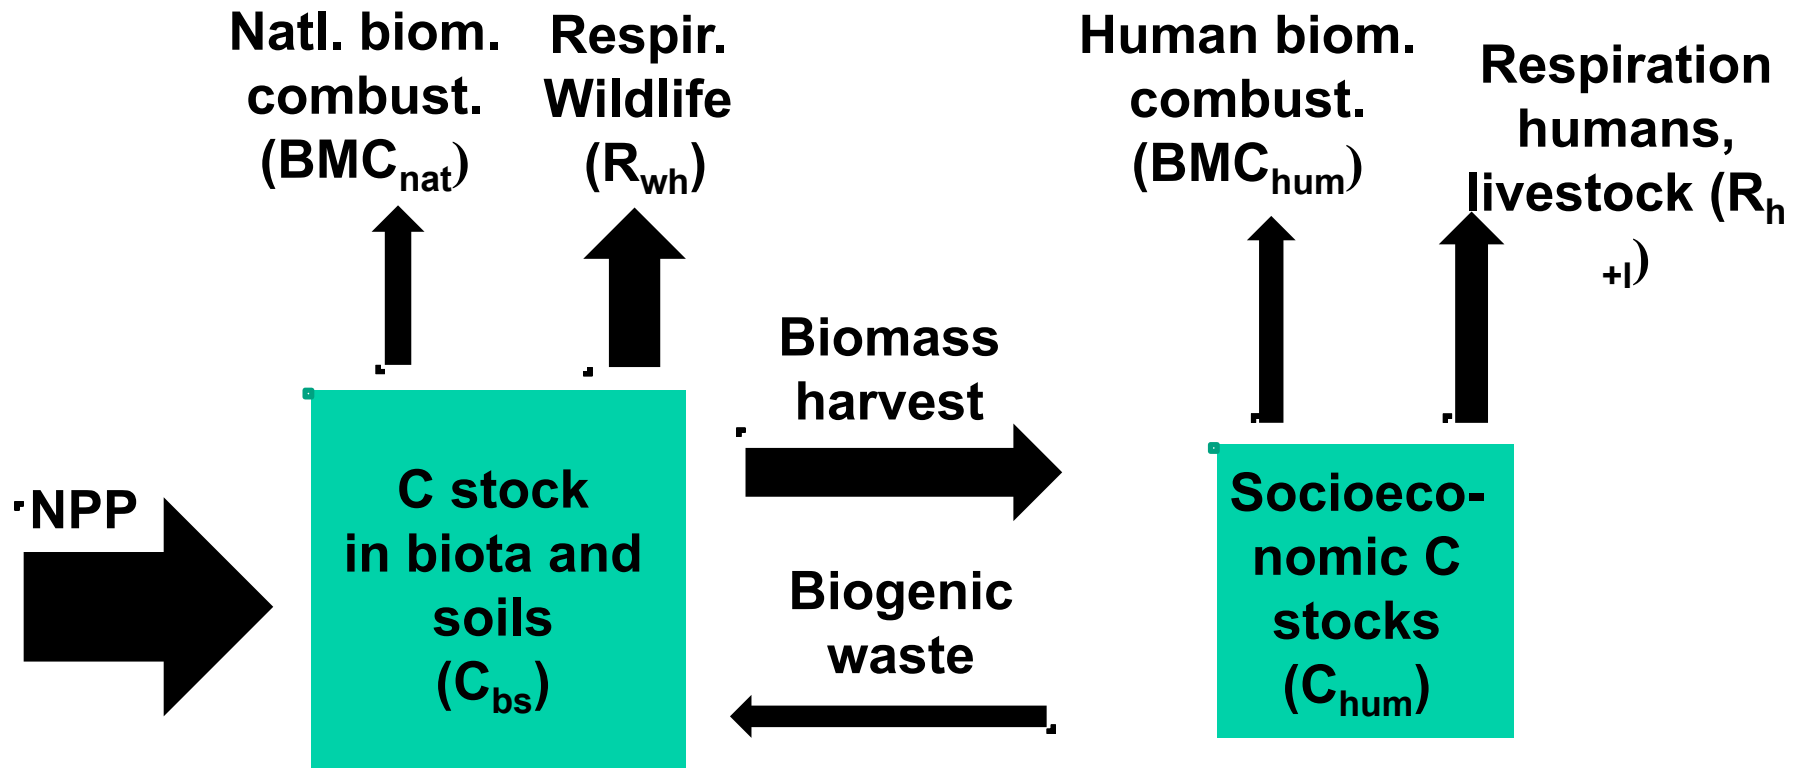 Natl. biom.
combust.
(BMCnat)
Respir.
Wildlife
(Rwh)
Human biom.
combust.
(BMChum)
Respiration
humans,
livestock (Rh
+l)
Biomass
harvest
NPP
C stock
in biota and
soils
(Cbs)
Biogenic
waste
Socioeco-
nomic C
stocks
(Chum)